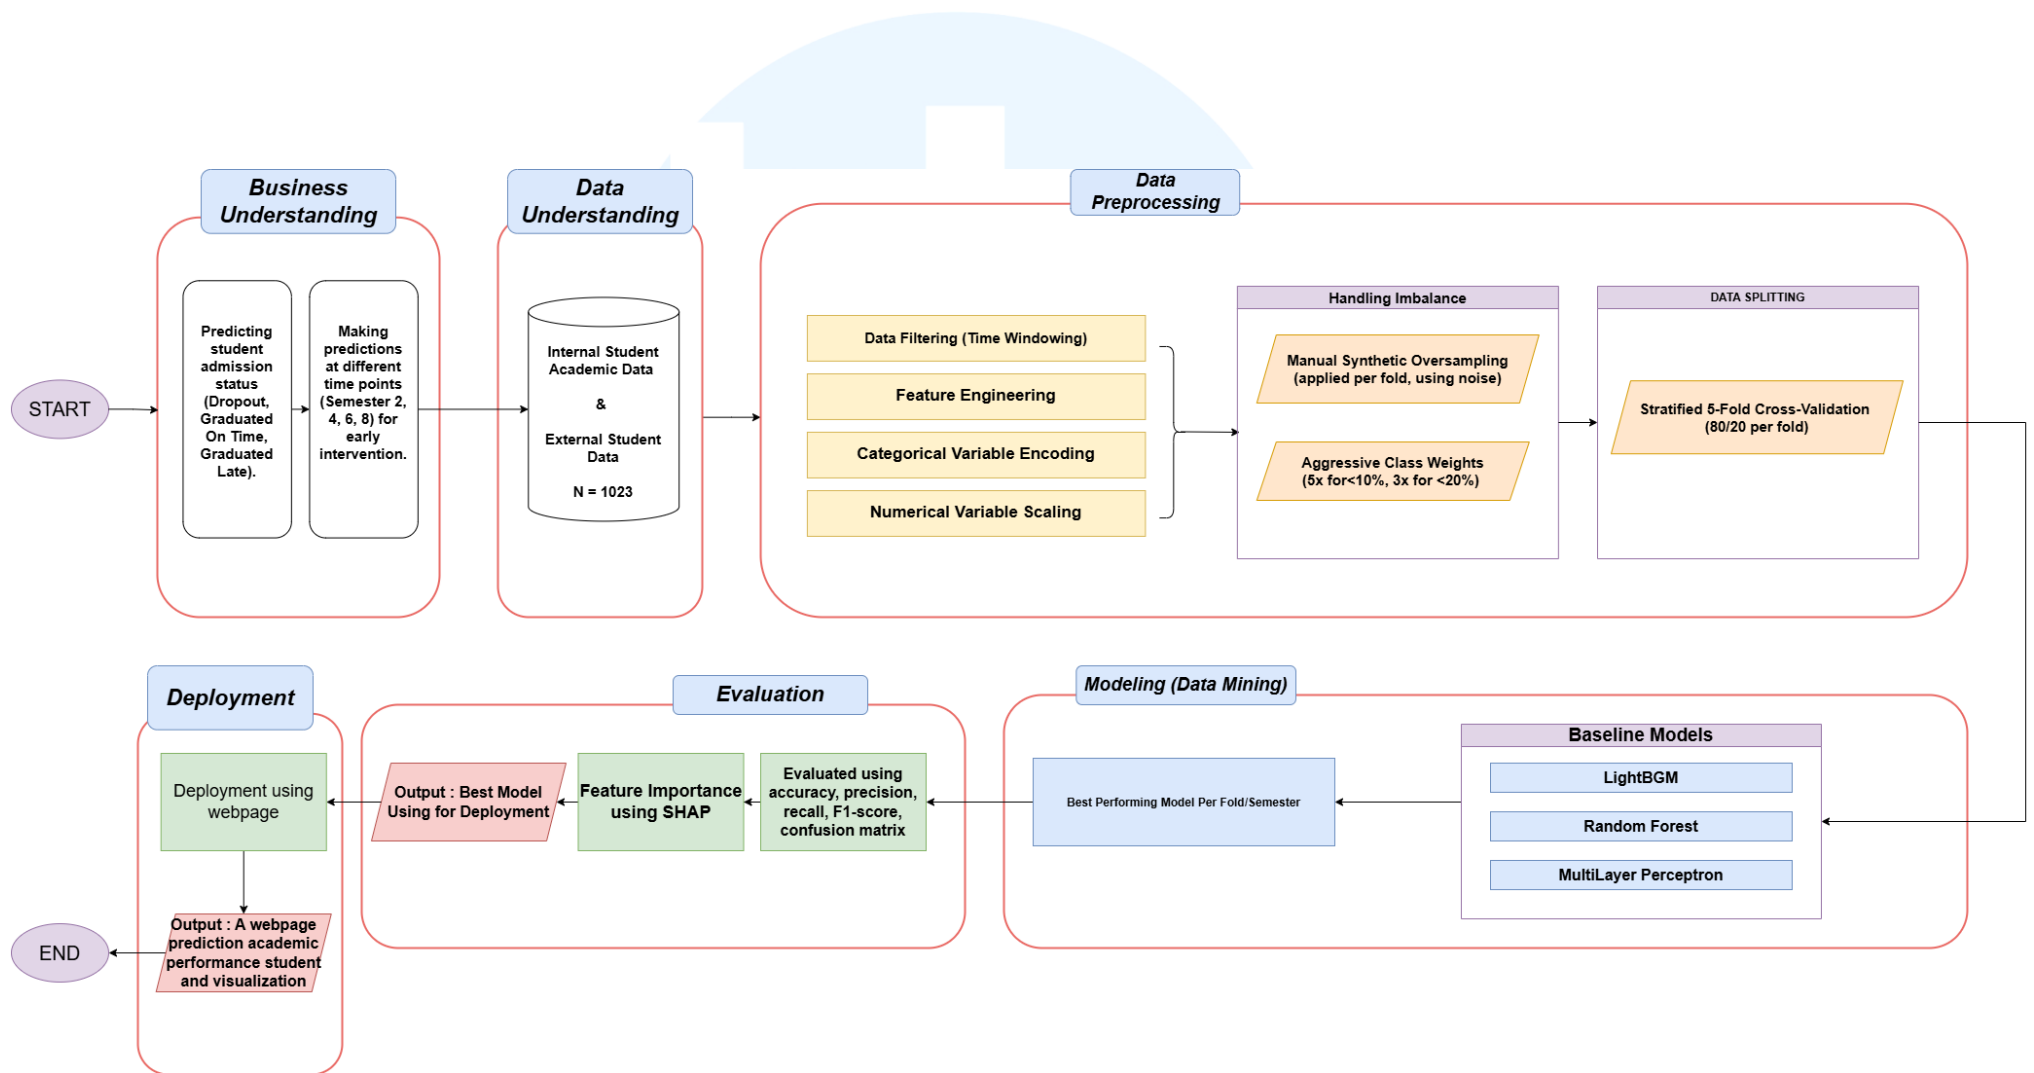 Business
Understanding
Data
Understanding
Data
Preprocessing
START
Predicting
student
admission
status
(Dropout,
Graduated
On Time,
Graduated
Late).
Making
predictions
at different
time points
(Semester 2,
4, 6, 8) for
early
intervention.
Internal Student
Academic Data
&
External Student
Data
N = 1023
Data Filtering (Time Windowing)
Feature Engineering
Categorical Variable Encoding
Numerical Variable Scaling
Handling Imbalance
Manual Synthetic Oversampling
(applied per fold, using noise)
Aggressive Class Weights
(5x for<10%, 3x for <20%)
DATA SPLITTING
Stratified 5-Fold Cross-Validation
(80/20 per fold)
Modeling (Data Mining)
Baseline Models
LightBGM
Random Forest
MultiLayer Perceptron
Best Performing Model Per Fold/Semester
Evaluation
Evaluated using
accuracy, precision,
recall, F1-score,
confusion matrix
Feature Importance
using SHAP
Output : Best Model
Using for Deployment
Deployment
Deployment using
webpage
Output : A webpage
prediction academic
performance student
and visualization
END